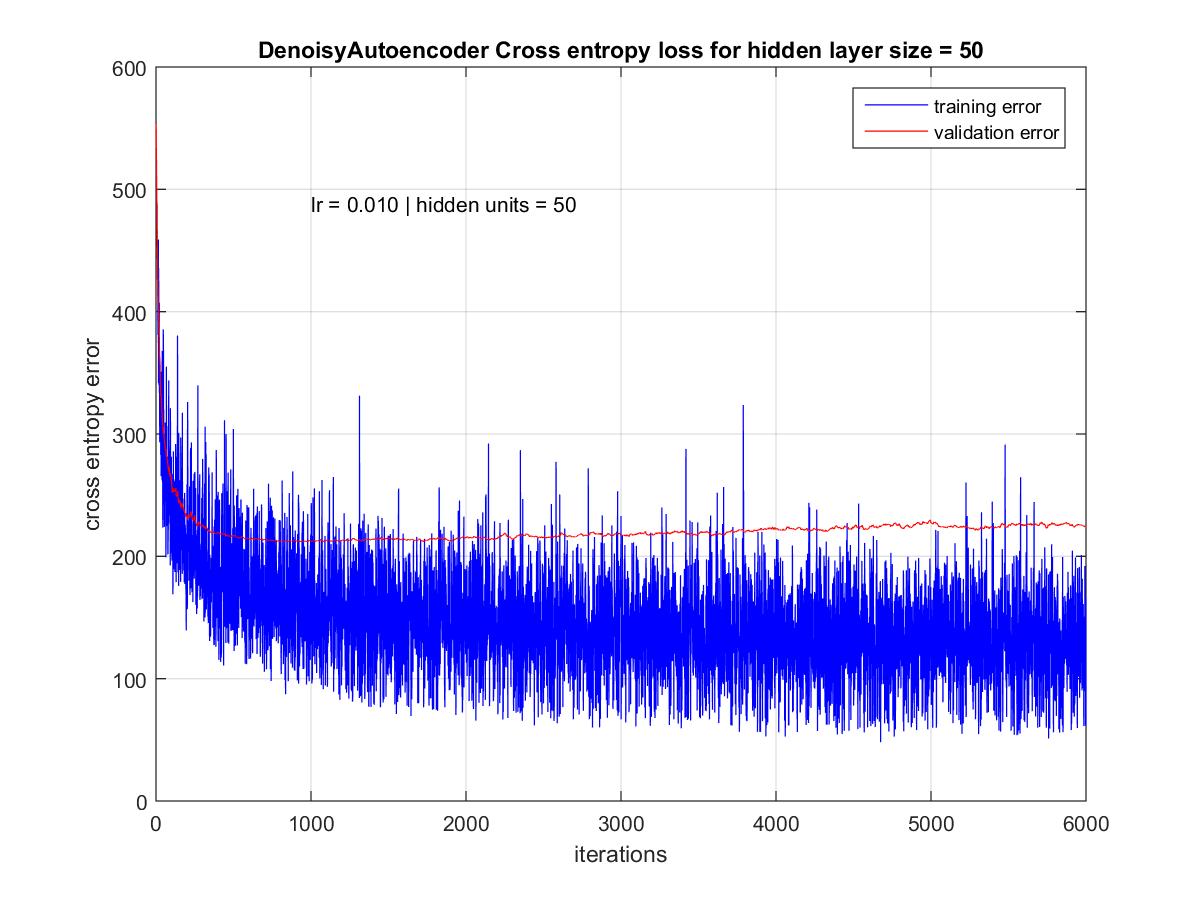 DenoisyAutoencoder Cross entropy loss for hidden layer size = 50
600
500
400
300
200
100
0
cross entropy error
training error
validation error
lr = 0.010 | hidden units = 50
0 1000 2000 3000 4000 5000 6000
iterations